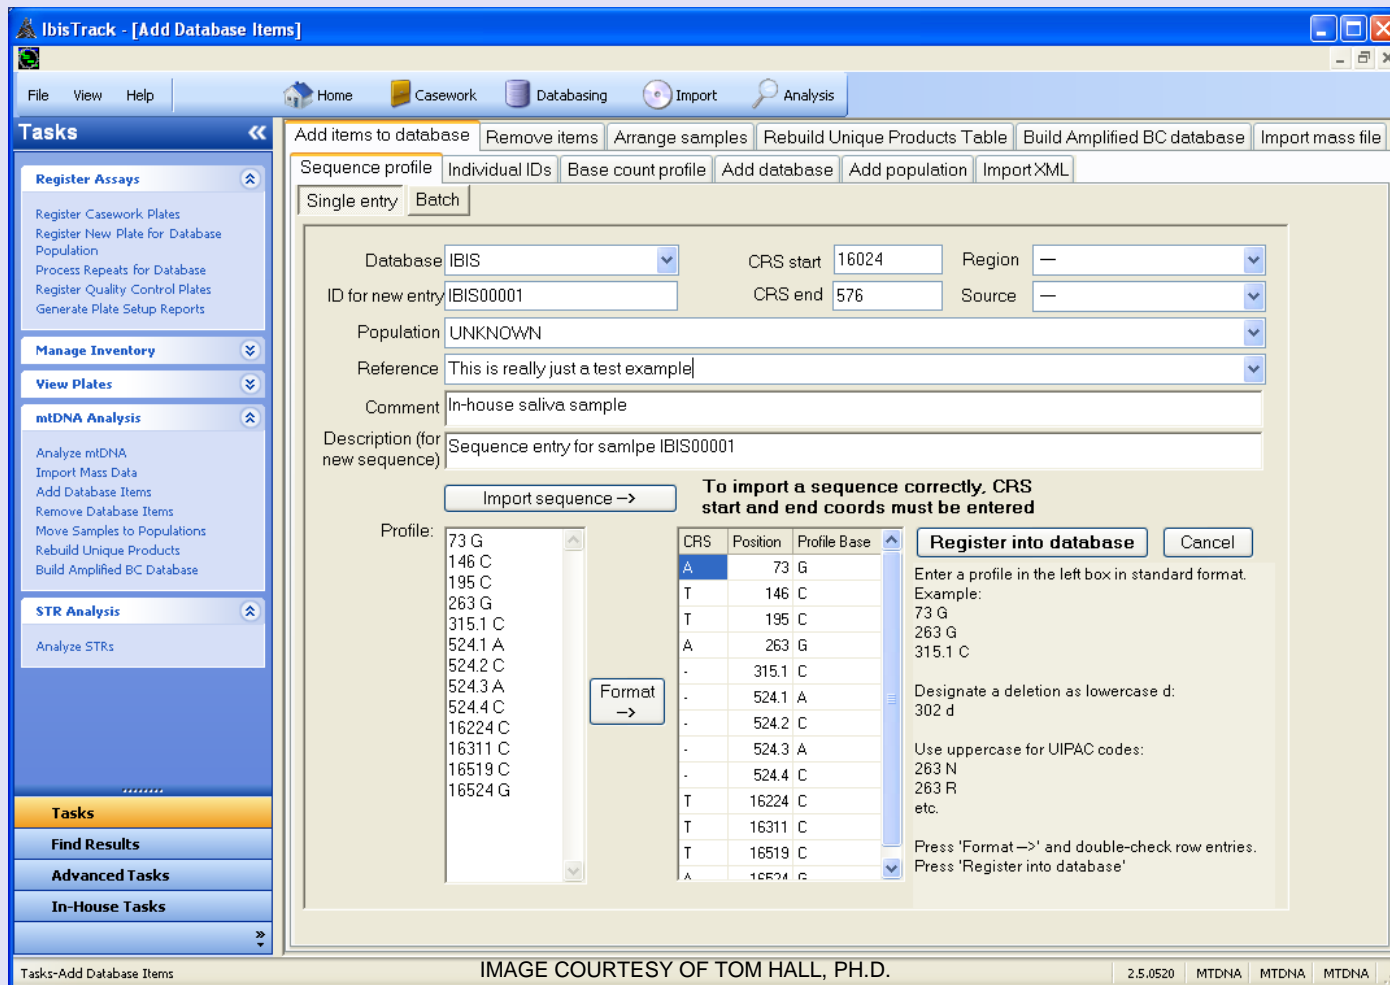 IbisTrack - [Add Database Items]
File View Help Home Casework Databasing Import Analysis
Tasks
Register Assays
Register Casework Plates
Register New Plate for Database
Population
Process Repeats for Database
Register Quality Control Plates
Generate Plate Setup Reports
Manage Inventory
View Plates
mtDNA Analysis
Analyze mtDNA
Import Mass Data
Add Database Items
Remove Database Items
Move Samples to Populations
Rebuild Unique Products
Build Amplified BC Database
STR Analysis
Analyze STRs
Tasks
Find Results
Advanced Tasks
In-House Tasks
Add items to database Remove items Arrange samples Rebuild Unique Products Table Build Amplified BC database Import mass file
Sequence profile Individual IDs Base count profile Add database Add population Import XML
Single entry Batch
Database IBIS CRS start 16024 Region —
ID for new entry IBIS00001 CRS end 576 Source —
Population UNKNOWN
Reference This is really just a test example
Comment In-house saliva sample
Description (for
new sequence) Sequence entry for samlpe IBIS00001
Import sequence –>
To import a sequence correctly, CRS
start and end coords must be entered
Profile:
73 G
146 C
195 C
263 G
315.1 C
524.1 A
524.2 C
524.3 A
524.4 C
16224 C
16311 C
16519 C
16524 G
Format
–>
CRS Position Profile Base
A 73 G
T 146 C
T 195 C
A 263 G
- 315.1 C
- 524.1 A
- 524.2 C
- 524.3 A
- 524.4 C
T 16224 C
T 16311 C
T 16519 C
A 16524 G
Register into database Cancel
Enter a profile in the left box in standard format.
Example:
73 G
263 G
315.1 C
Designate a deletion as lowercase d:
302 d
Use uppercase for UIPAC codes:
263 N
263 R
etc.
Press 'Format –>' and double-check row entries.
Press 'Register into database'
Tasks-Add Database Items IMAGE COURTESY OF TOM HALL, PH.D. 2.5.0520 MTDNA MTDNA MTDNA